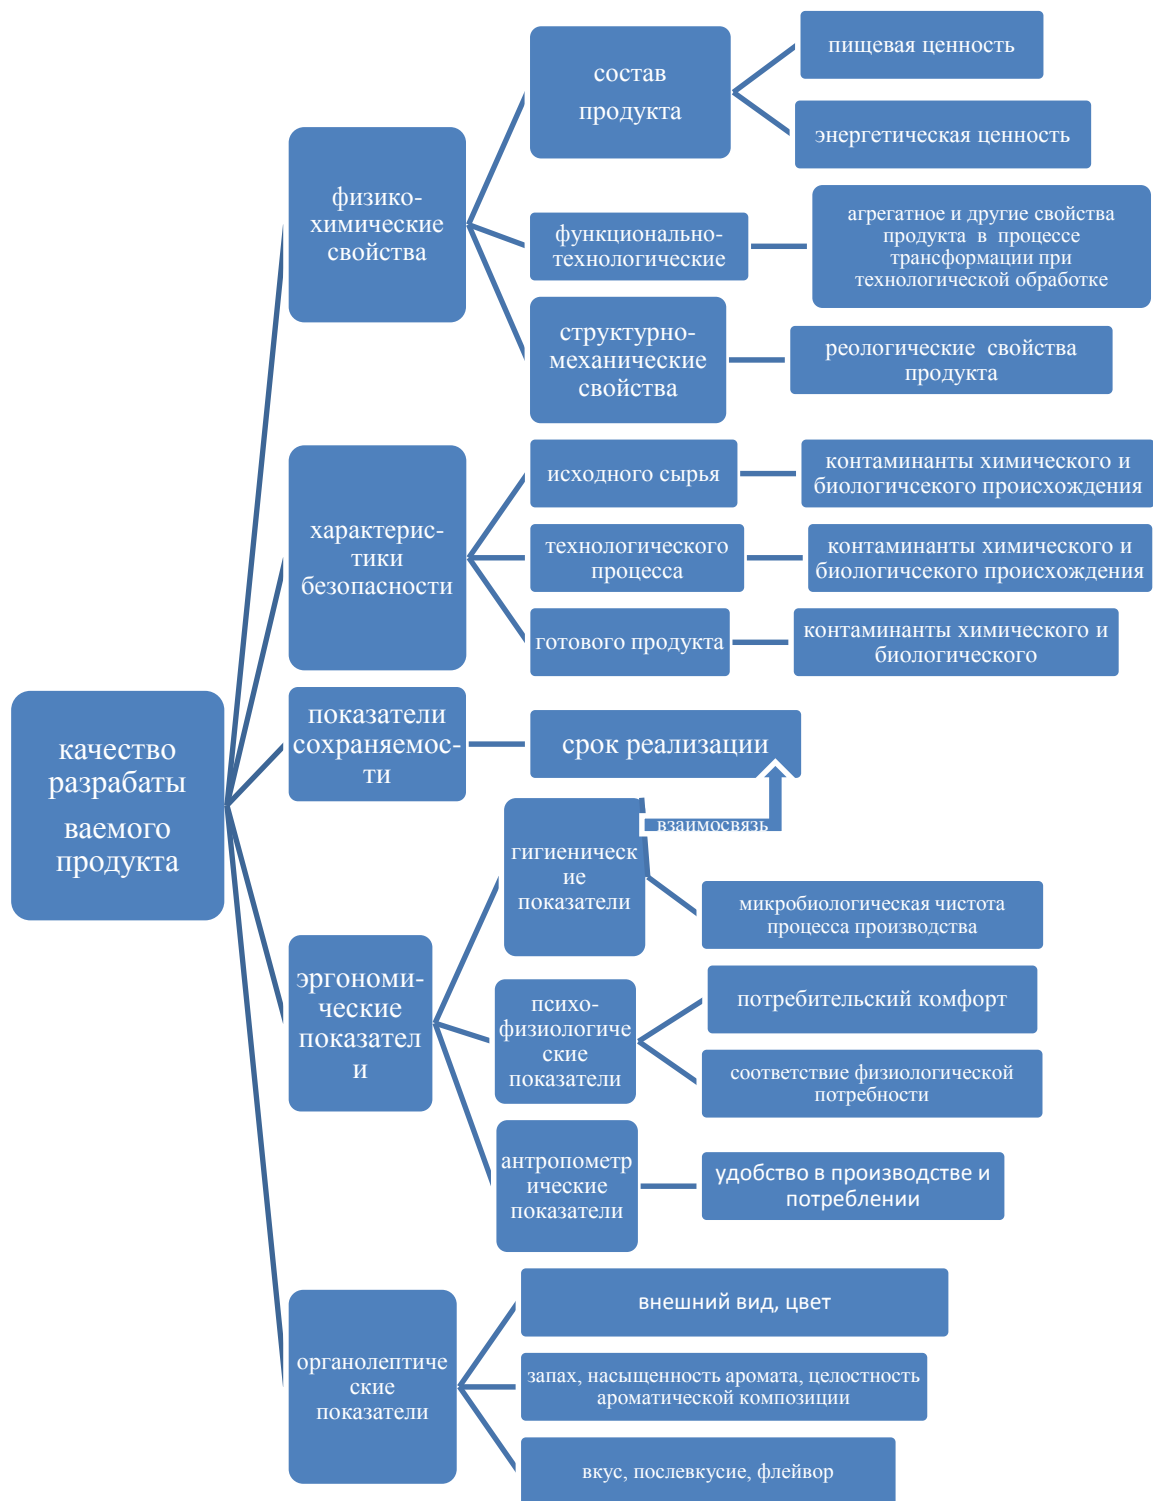 качество
разрабаты
ваемого
продукта
физико-
химические
свойства
состав
продукта
пищевая ценность
энергетическая ценность
функционально-
технологические
агрегатное и другие свойства
продукта в процессе
трансформации при
технологической обработке
структурно-
механические
свойства
реологические свойства
продукта
характерис-
тики
безопасности
исходного сырья
контаминанты химического и
биологичсекого происхождения
технологического
процесса
контаминанты химического и
биологичсекого происхождения
готового продукта
контаминанты химического и
биологического
показатели
сохраняемос-
ти
срок реализации
эргономи-
ческие
показател
и
гигиеническ
ие
показатели
взаимосвязь
микробиологическая чистота
процесса производства
психо-
физиологиче
ские
показатели
потребительский комфорт
соответствие физиологической
потребности
антропометр
ические
показатели
удобство в производстве и
потреблении
органолептиче
ские
показатели
внешний вид, цвет
запах, насыщенность аромата, целостность
ароматической композиции
вкус, послевкусие, флейвор